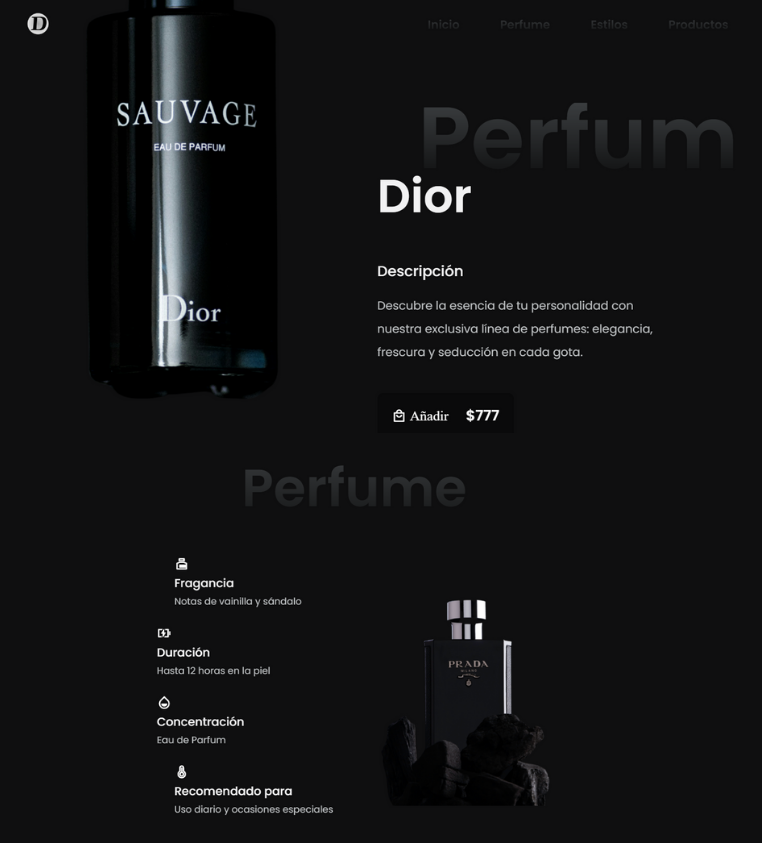 D
Inicio
Perfume
Estilos
Productos
SAUVAGE
EAU DE PARFUM
Dior
Perfum
Dior
Descripción
Descubre la esencia de tu personalidad con
nuestra exclusiva línea de perfumes: elegancia,
frescura y seducción en cada gota.
Añadir $777
Perfume
Fragancia
Notas de vainilla y sándalo
Duración
Hasta 12 horas en la piel
Concentración
Eau de Parfum
Recomendado para
Uso diario y ocasiones especiales
PRADA
MILANO